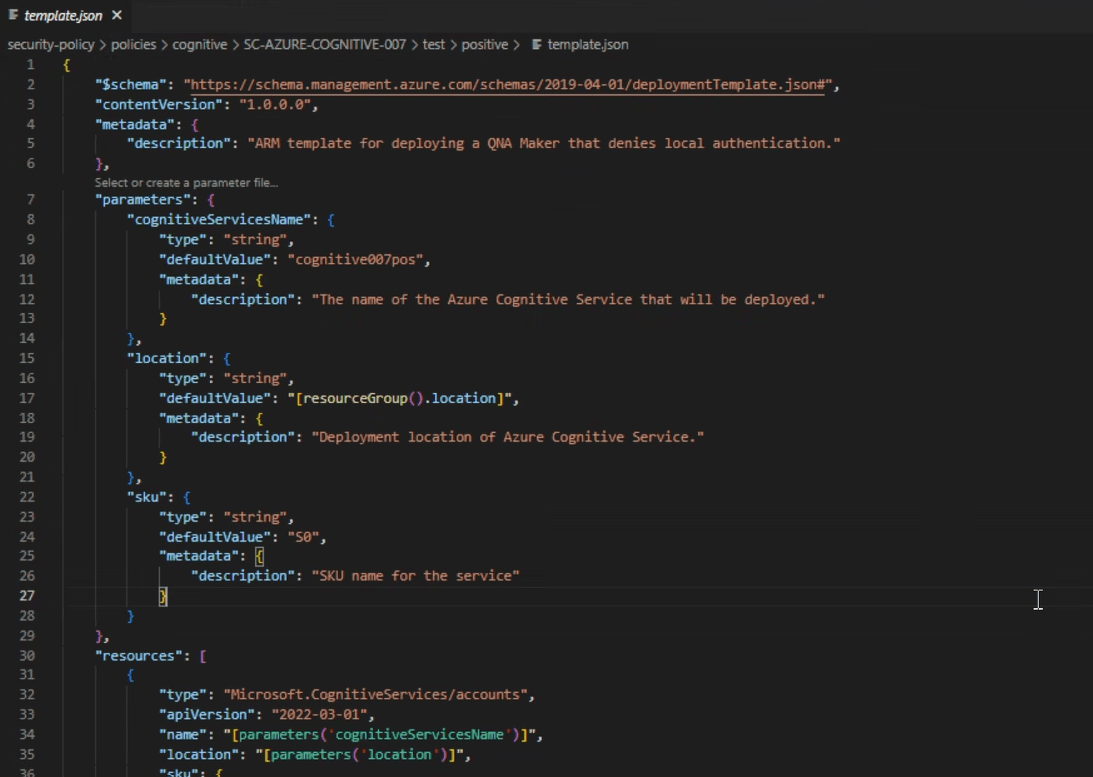 template.json
security-policy > policies > cognitive > SC-AZURE-COGNITIVE-007 > test > positive > template.json
1 {
2 "$schema": "https://schema.management.azure.com/schemas/2019-04-01/deploymentTemplate.json#",
3 "contentVersion": "1.0.0.0",
4 "metadata": {
5 "description": "ARM template for deploying a QNA Maker that denies local authentication."
6 },
Select or create a parameter file...
7 "parameters": {
8 "cognitiveServicesName": {
9 "type": "string",
10 "defaultValue": "cognitive007pos",
11 "metadata": {
12 "description": "The name of the Azure Cognitive Service that will be deployed."
13 }
14 },
15 "location": {
16 "type": "string",
17 "defaultValue": "[resourceGroup().location]",
18 "metadata": {
19 "description": "Deployment location of Azure Cognitive Service."
20 }
21 },
22 "sku": {
23 "type": "string",
24 "defaultValue": "S0",
25 "metadata": {
26 "description": "SKU name for the service"
27 }
28 }
29 },
30 "resources": [
31 {
32 "type": "Microsoft.CognitiveServices/accounts",
33 "apiVersion": "2022-03-01",
34 "name": "[parameters('cognitiveServicesName')]",
35 "location": "[parameters('location')]",
36 "sku": {